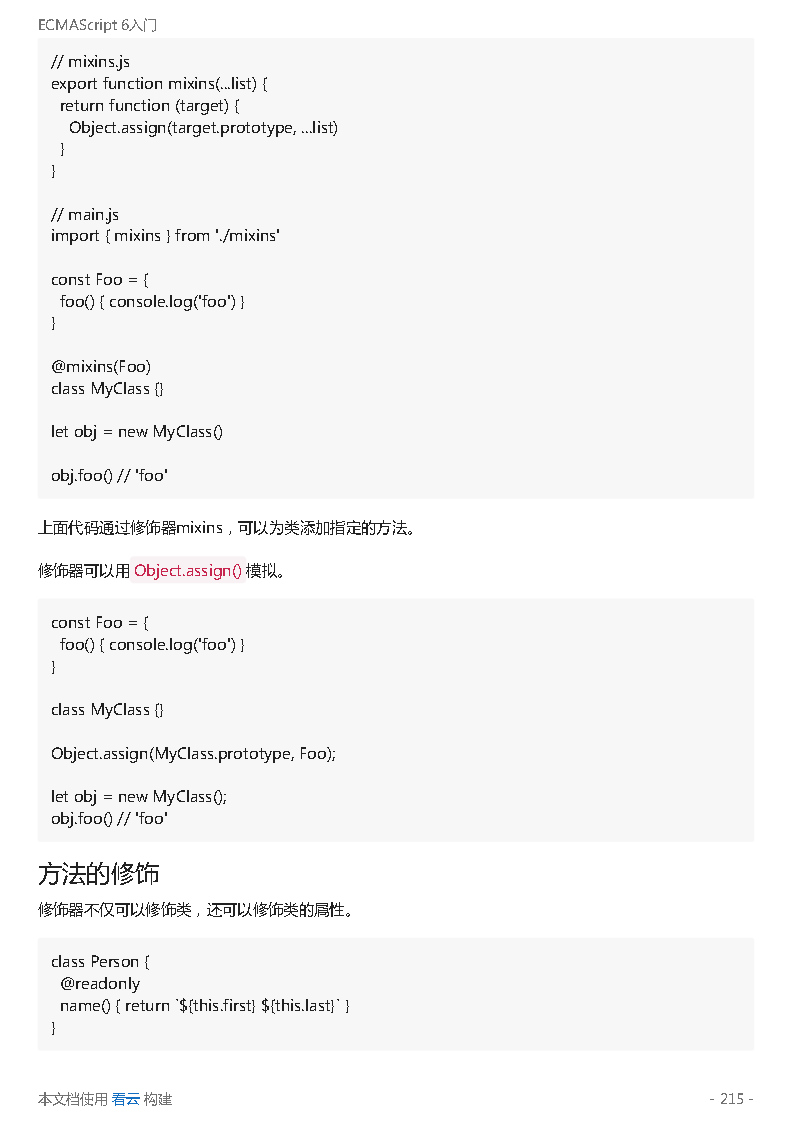 ECMAScript 6入门
// mixins.js
export function mixins(...list) {
  return function (target) {
    Object.assign(target.prototype, ...list)
  }
}

// main.js
import { mixins } from './mixins'

const Foo = {
  foo() { console.log('foo') }
}

@mixins(Foo)
class MyClass {}

let obj = new MyClass()

obj.foo() // 'foo'

上面代码通过修饰器mixins，可以为类添加指定的方法。

修饰器可以用 Object.assign() 模拟。

const Foo = {
  foo() { console.log('foo') }
}

class MyClass {}

Object.assign(MyClass.prototype, Foo);

let obj = new MyClass();
obj.foo() // 'foo'

方法的修饰
修饰器不仅可以修饰类，还可以修饰类的属性。

class Person {
  @readonly
  name() { return `${this.first} ${this.last}` }
}

本文档使用 看云 构建
- 215 -